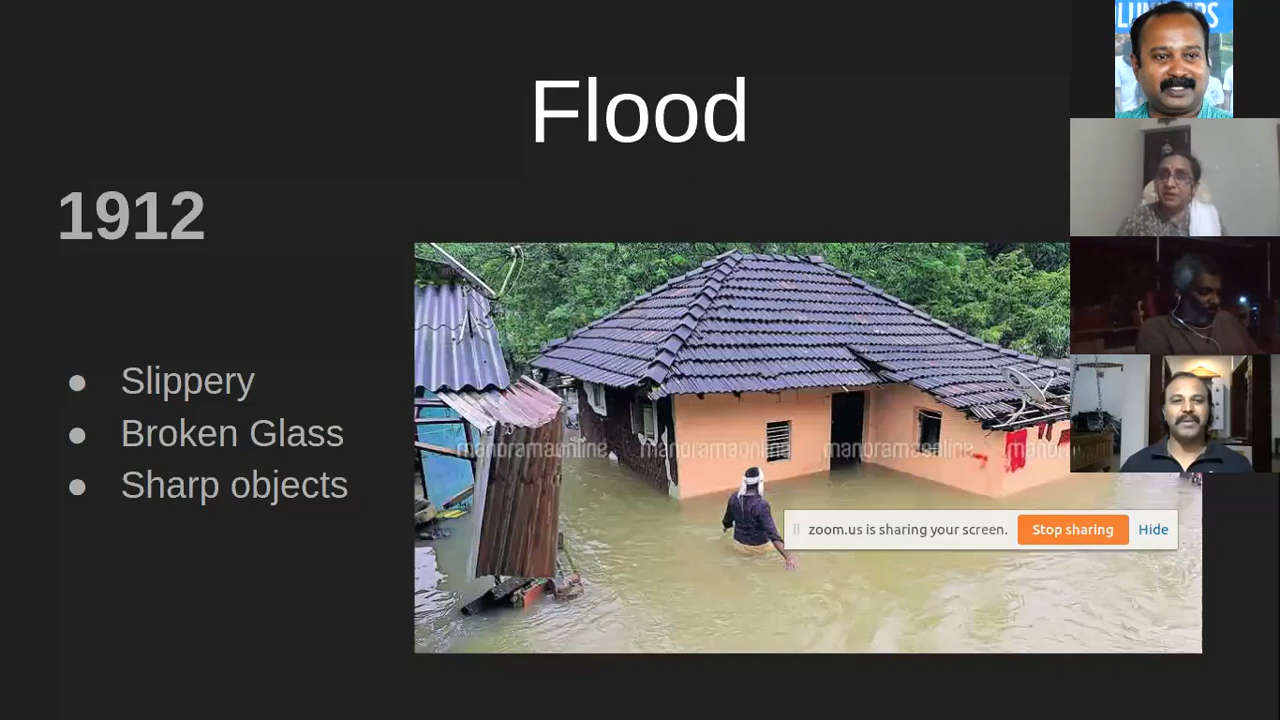 Flood
1912
Slippery
Broken Glass
Sharp objects
manoramaonline manoramaonline manoramaonline
zoom.us is sharing your screen. Stop sharing Hide